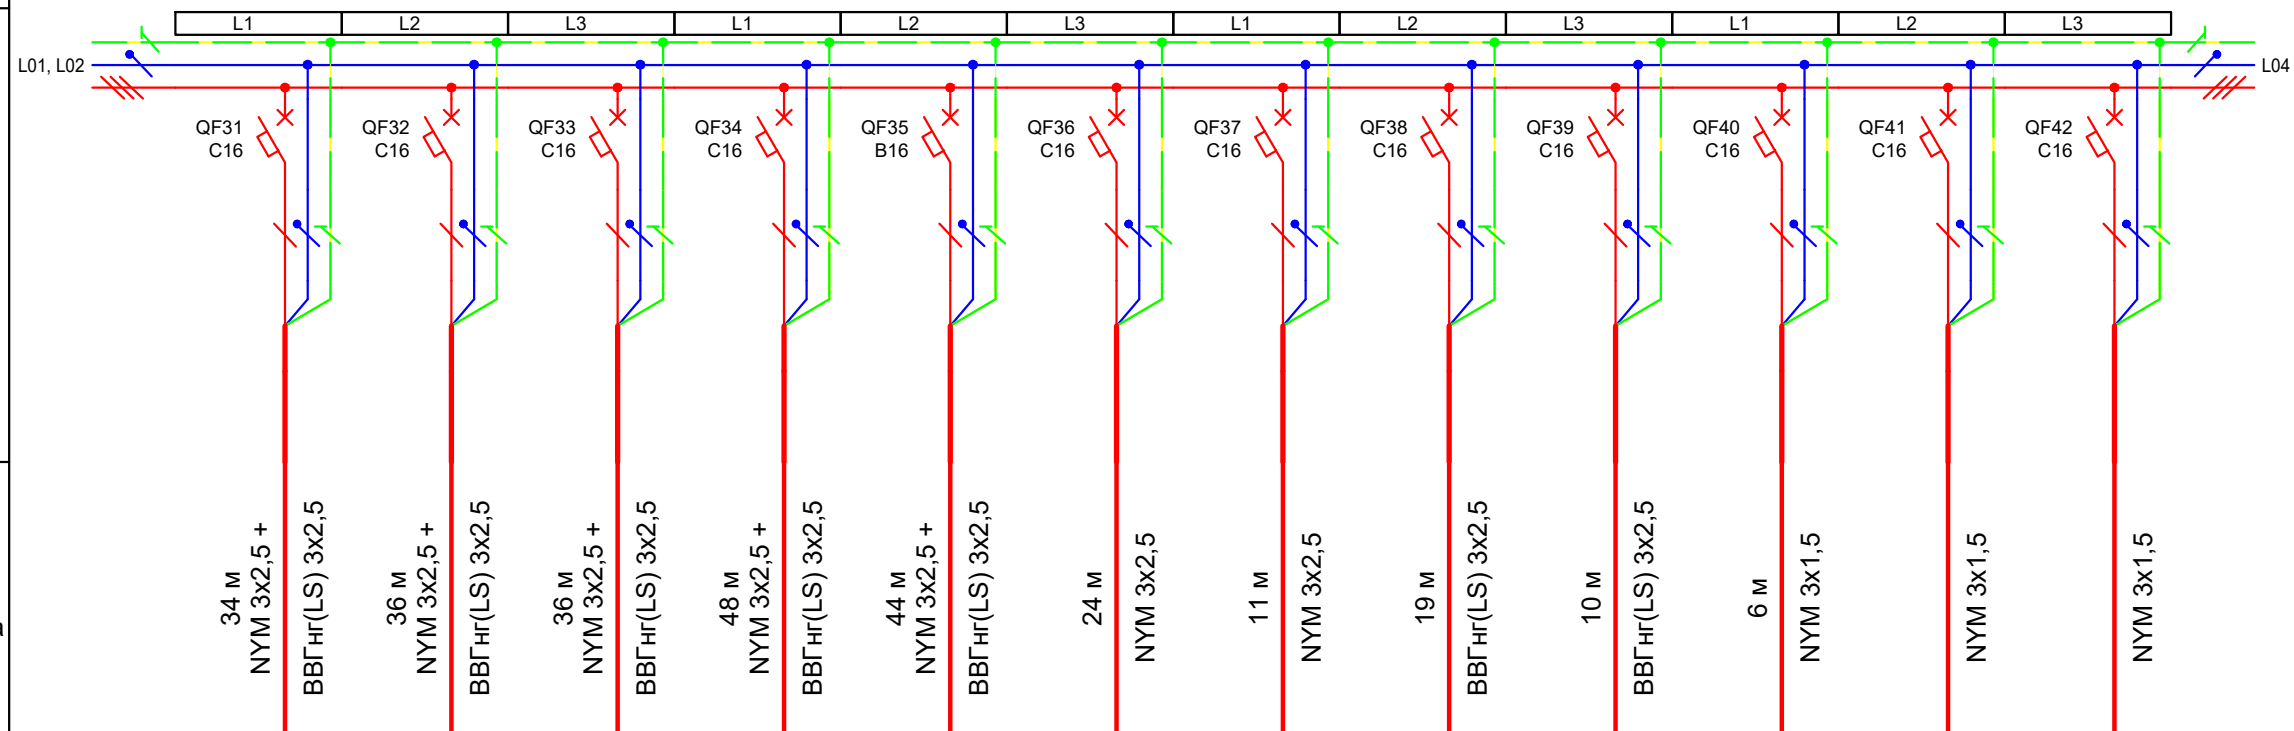 L1 L2 L3 L1 L2 L3 L1 L2 L3 L1 L2 L3
L01, L02
L04
QF31
C16
QF32
C16
QF33
C16
QF34
C16
QF35
B16
QF36
C16
QF37
C16
QF38
C16
QF39
C16
QF40
C16
QF41
C16
QF42
C16
34 м
NYM 3x2,5 +
ВВГнг(LS) 3x2,5
36 м
NYM 3x2,5 +
ВВГнг(LS) 3x2,5
36 м
NYM 3x2,5 +
ВВГнг(LS) 3x2,5
48 м
NYM 3x2,5 +
ВВГнг(LS) 3x2,5
44 м
NYM 3x2,5 +
ВВГнг(LS) 3x2,5
24 м
NYM 3x2,5
11 м
NYM 3x2,5
19 м
ВВГнг(LS) 3x2,5
10 м
ВВГнг(LS) 3x2,5
6 м
NYM 3x1,5
NYM 3x1,5
NYM 3x1,5